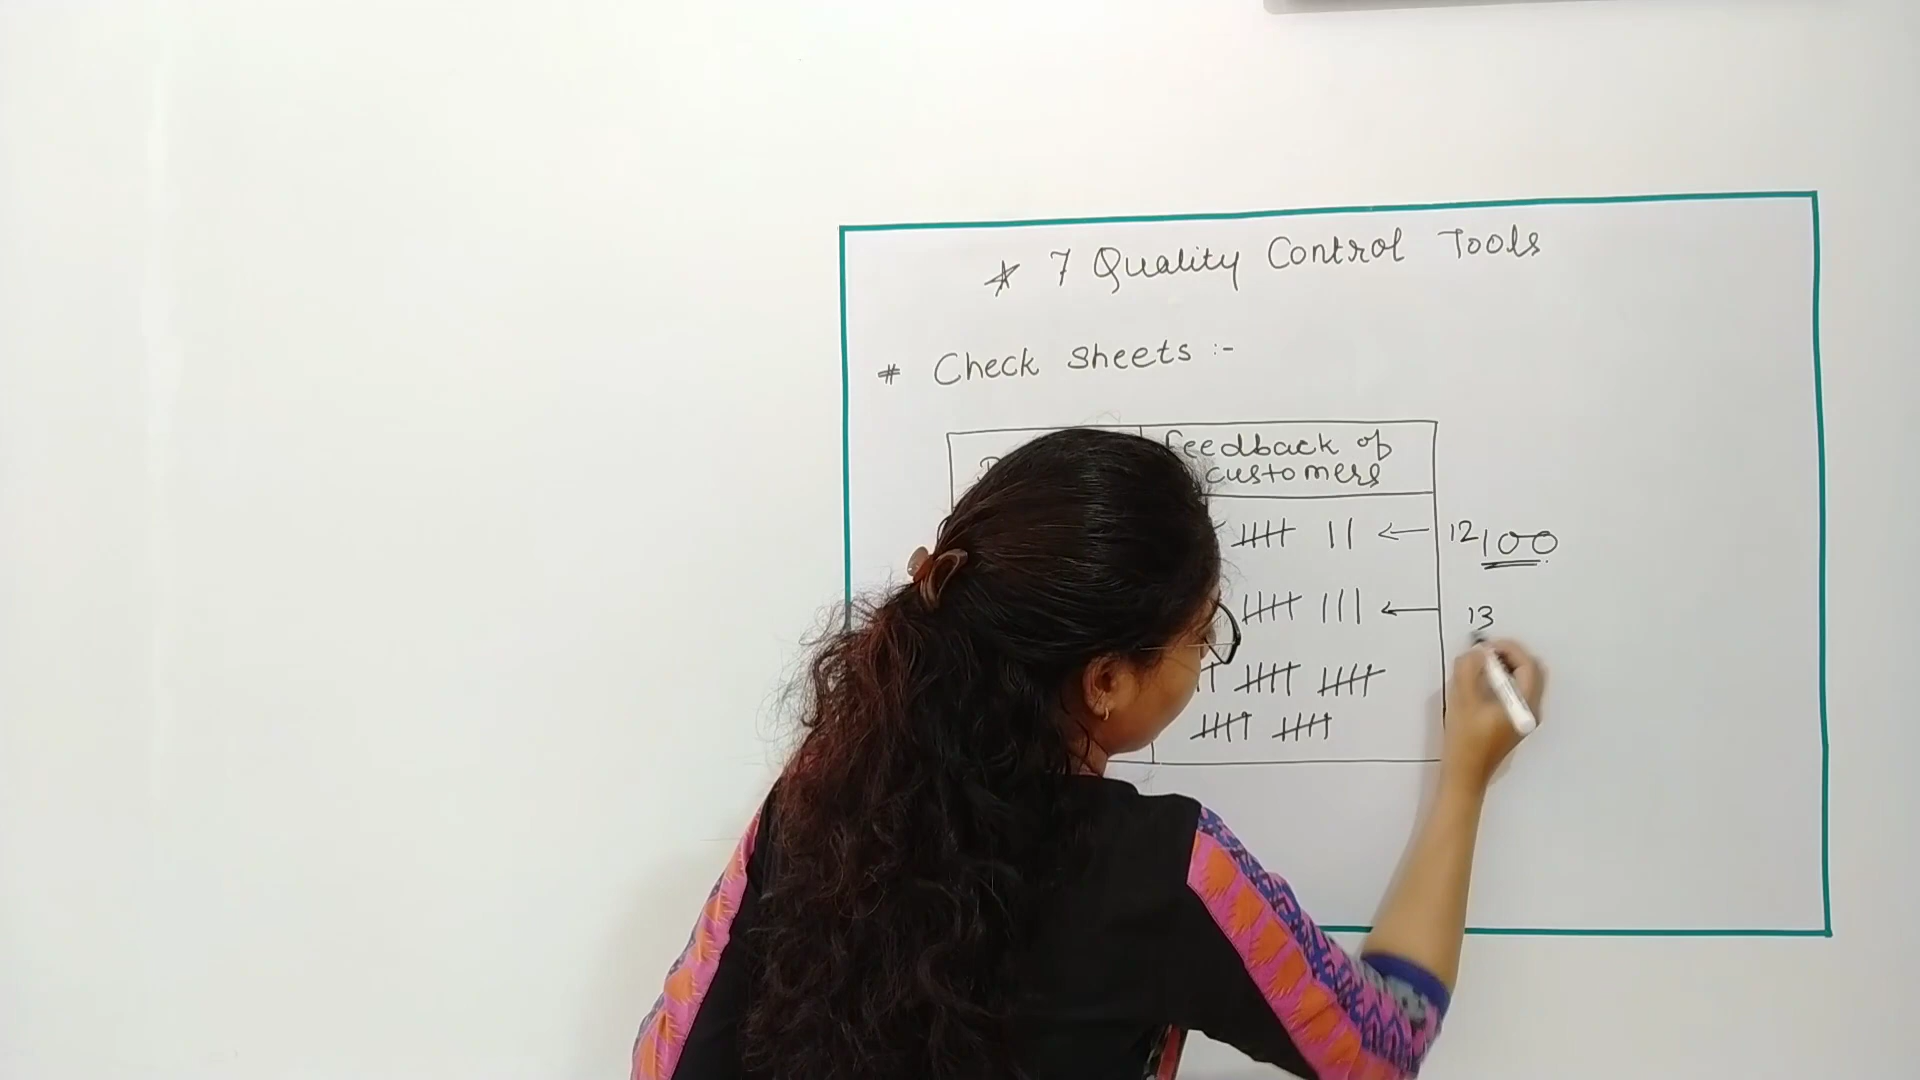 * 7 Quality Control Tools
# Check Sheets :-
Feedback of
customers
12 100
13